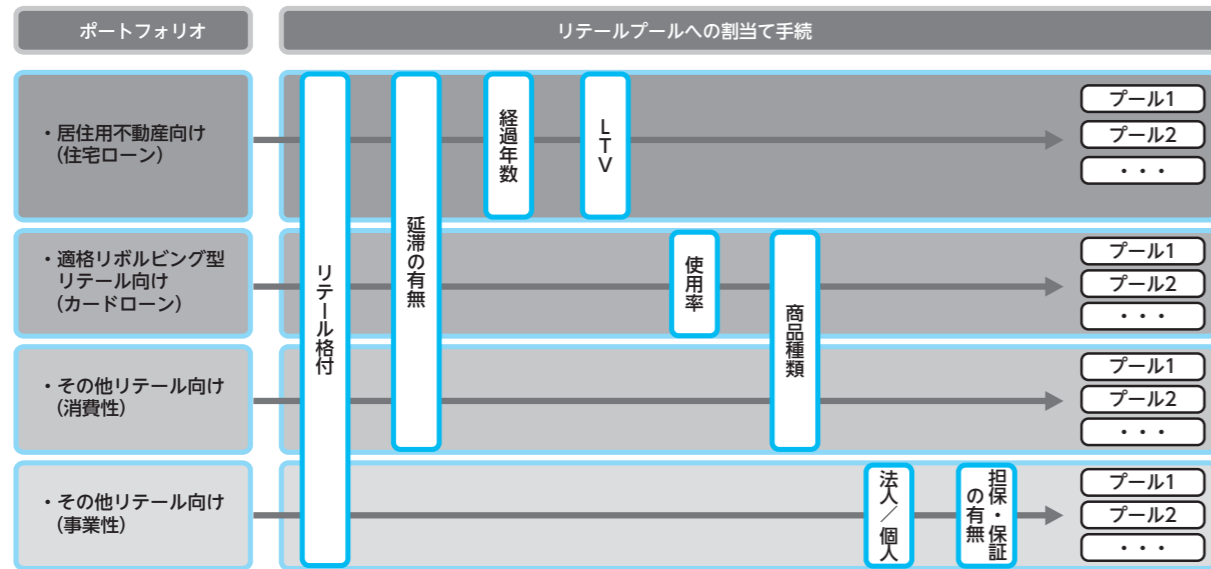 ポートフォリオ
リテールプールへの割当て手続
・居住用不動産向け
(住宅ローン)
・適格リボルビング型
リテール向け
(カードローン)
・その他リテール向け
(消費性)
・その他リテール向け
(事業性)
リテール格付
延滞の有無
経過年数
LTV
使用率
商品種類
法人／個人
担保・保証
の有無
プール1
プール2
・・・
プール1
プール2
・・・
プール1
プール2
・・・
プール1
プール2
・・・